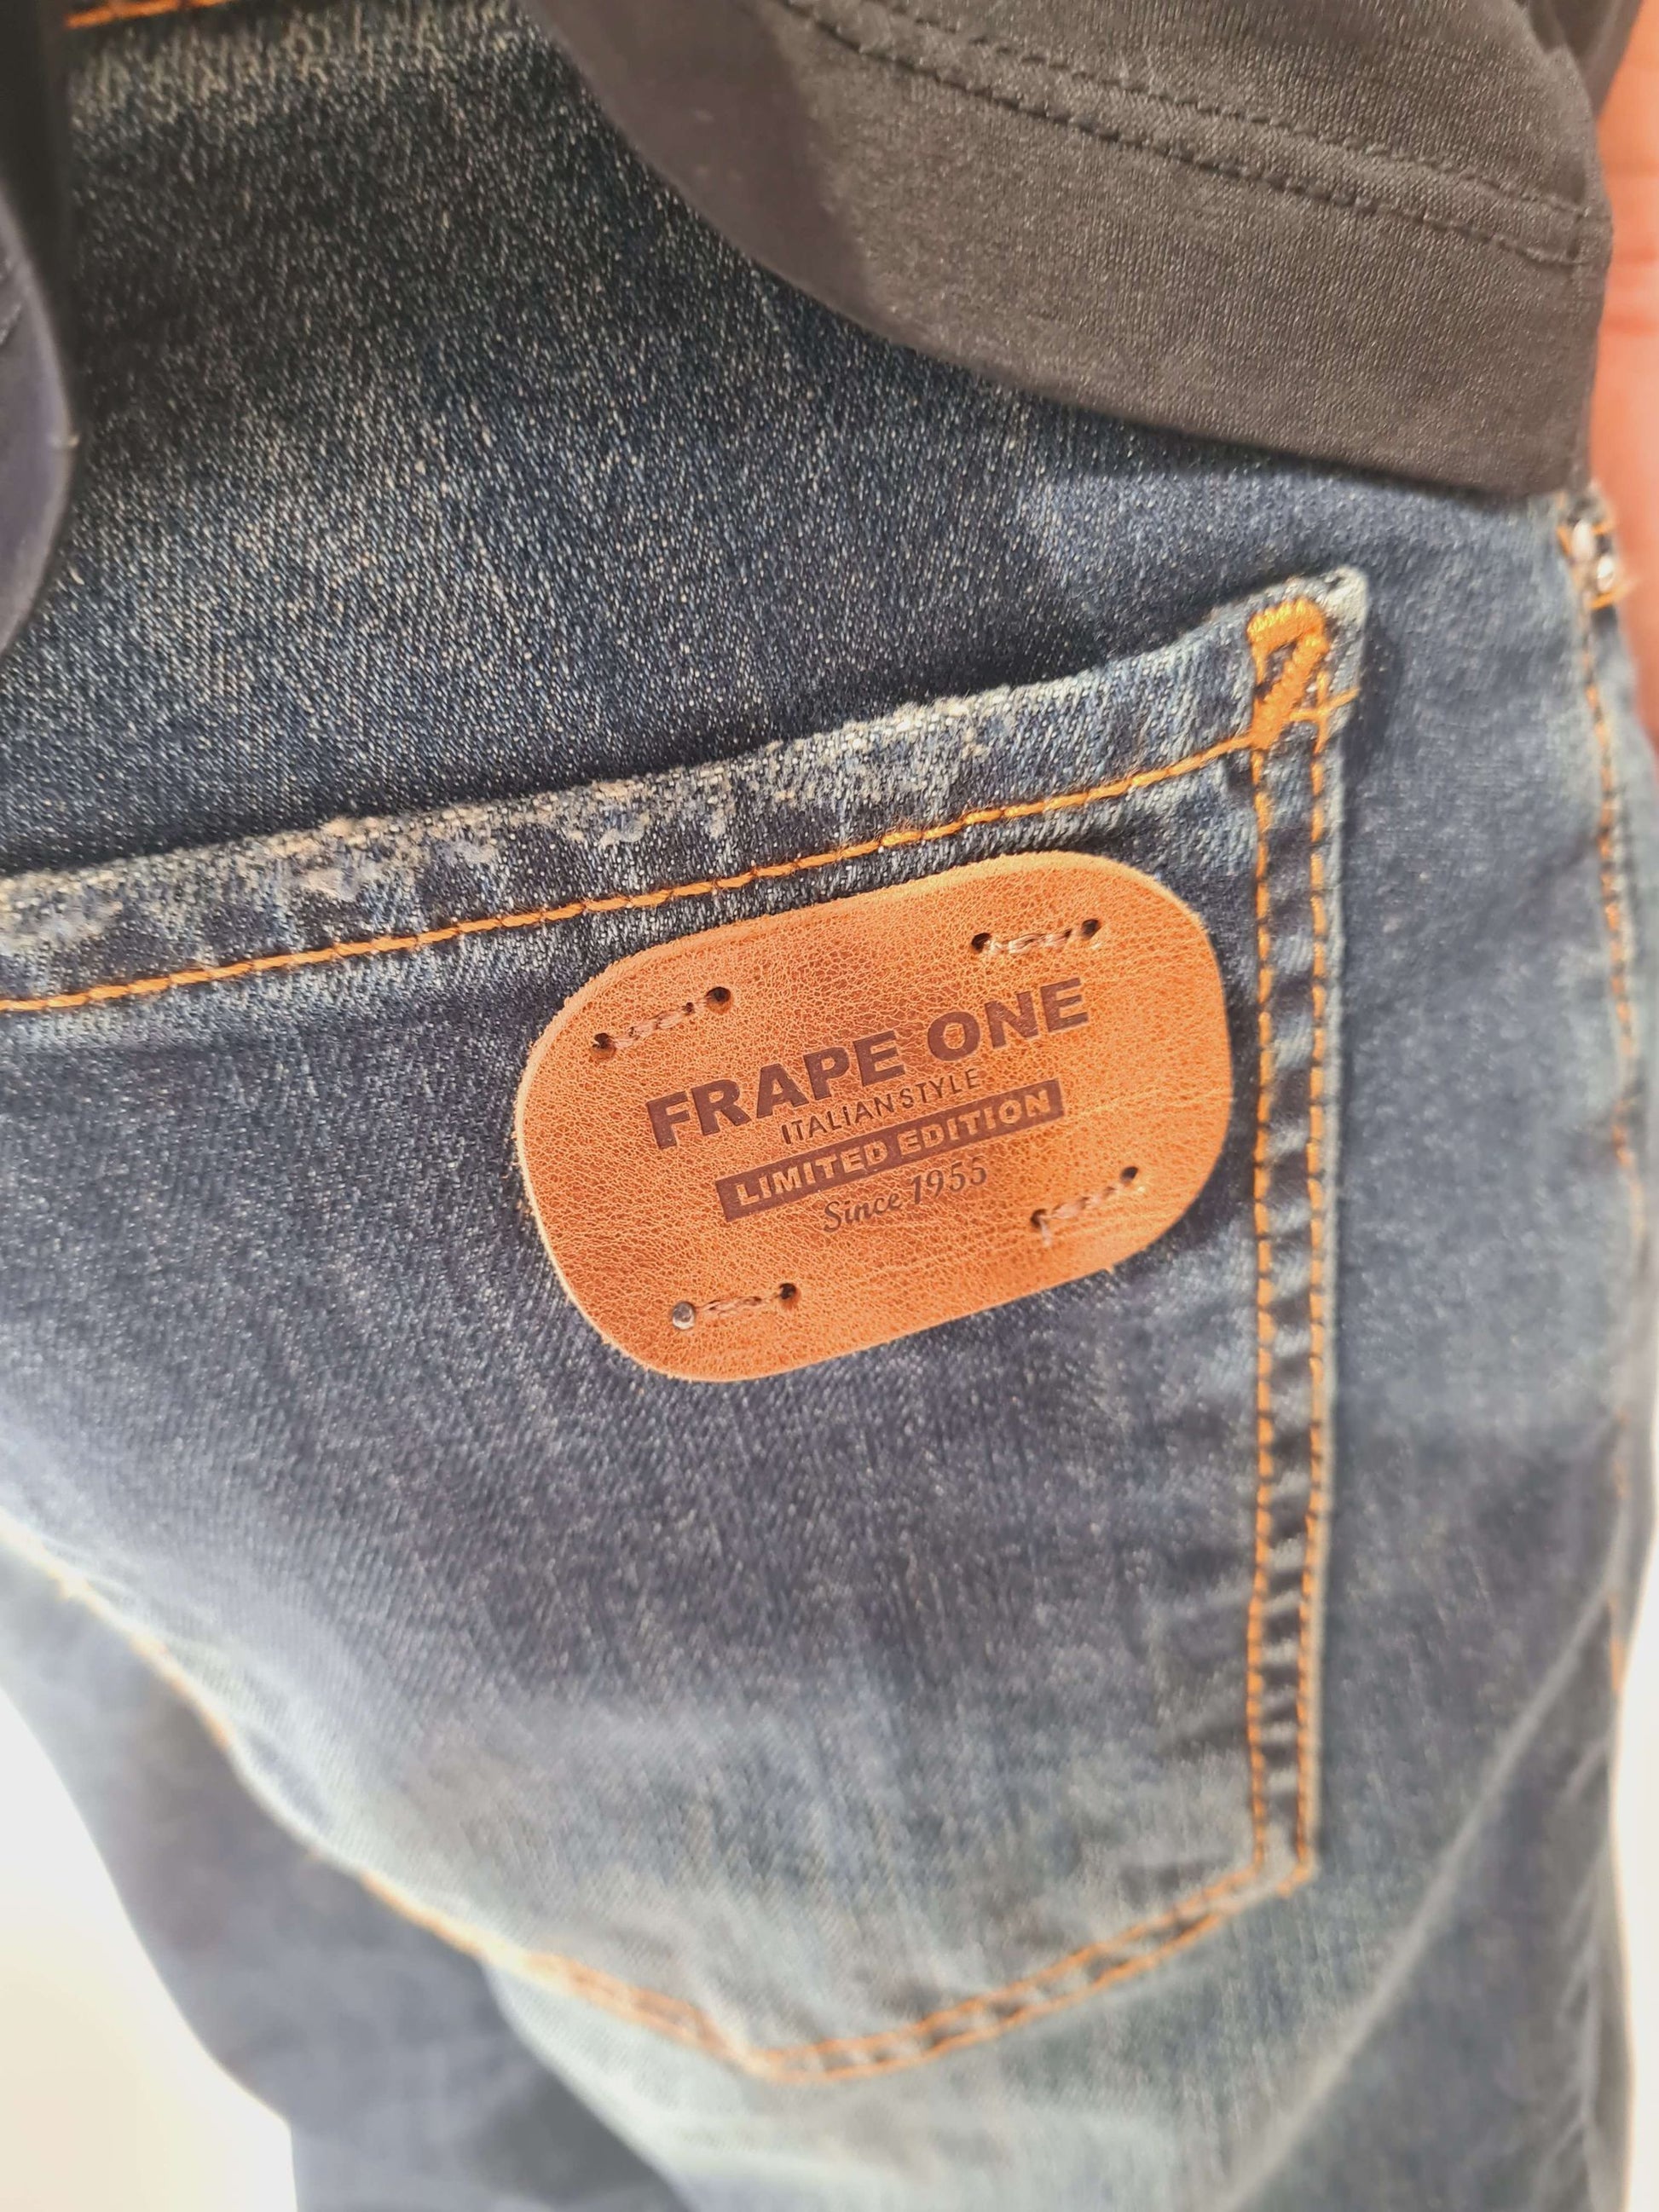 FRAPE ONE
ITALIANSTYLE
LIMITED EDITION
Since 1955